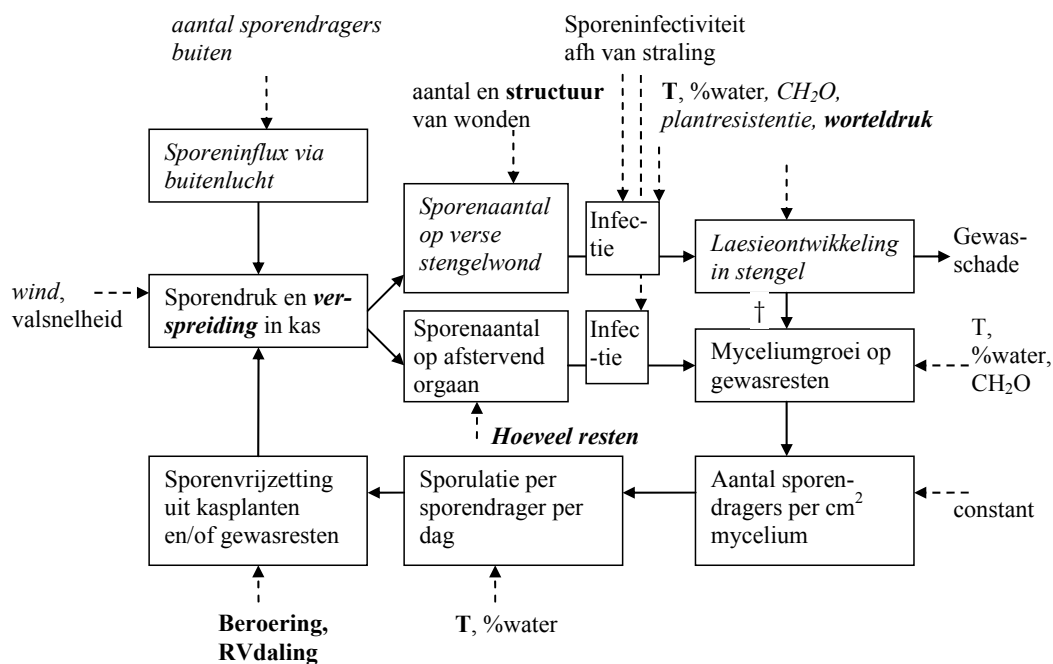 aantal sporendragers
buiten
Sporeninfectiviteit
afh van straling
aantal en structuur
van wonden
T, %water, CH₂O,
plantresistentie, worteldruk
Sporeninflux via
buitenlucht
Sporenaantal
op verse
stengelwond
Infec-
tie
Laesieontwikkeling
in stengel
Gewas-
schade
wind,
valsnelheid
Sporendruk en ver-
spreiding in kas
†
Sporenaantal
op afstervend
orgaan
Infec
-tie
Myceliumgroei op
gewasresten
T,
%water,
CH₂O
Hoeveel resten
Sporenvrijzetting
uit kasplanten
en/of gewasresten
Sporulatie per
sporendrager per
dag
Aantal sporen-
dragers per cm²
mycelium
constant
Beroering,
RVdaling
T, %water